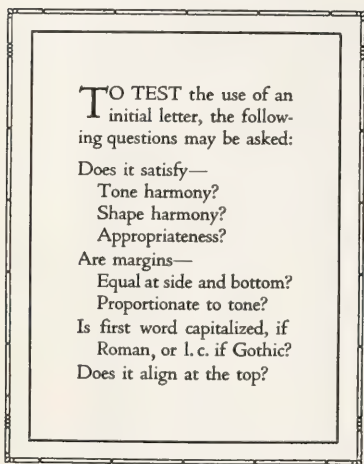 TO TEST the use of an
initial letter, the follow-
ing questions may be asked:
Does it satisfy—
Tone harmony?
Shape harmony?
Appropriateness?
Are margins—
Equal at side and bottom?
Proportionate to tone?
Is first word capitalized, if
Roman, or l. c. if Gothic?
Does it align at the top?